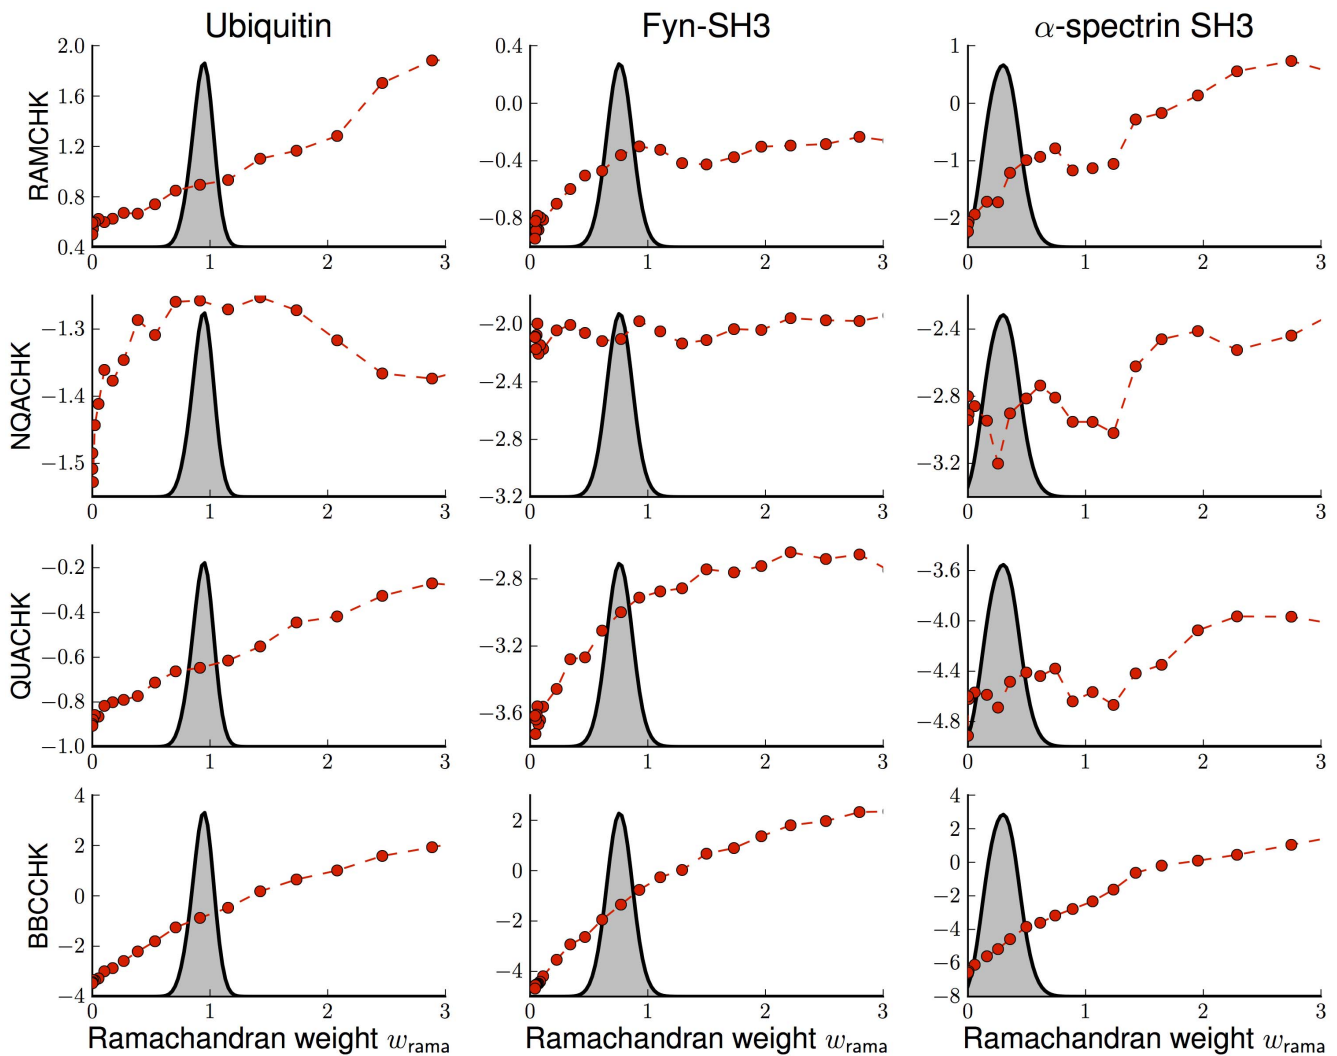 Ubiquitin Fyn-SH3 α-spectrin SH3
RAMCHK
2.0
1.6
1.2
0.8
0.4
0 1 2 3
0.4
0.0
−0.4
−0.8
0 1 2 3
1
0
−1
−2
0 1 2 3
NQACHK
−1.3
−1.4
−1.5
0 1 2 3
−2.0
−2.4
−2.8
−3.2
0 1 2 3
−2.4
−2.8
−3.2
0 1 2 3
QUACHK
−0.2
−0.4
−0.6
−0.8
−1.0
0 1 2 3
−2.8
−3.2
−3.6
0 1 2 3
−3.6
−4.0
−4.4
−4.8
0 1 2 3
BBCCHK
4
2
0
−2
−4
0 1 2 3
2
0
−2
−4
0 1 2 3
4
2
0
−2
−4
−6
−8
0 1 2 3
Ramachandran weight wrama Ramachandran weight wrama Ramachandran weight wrama